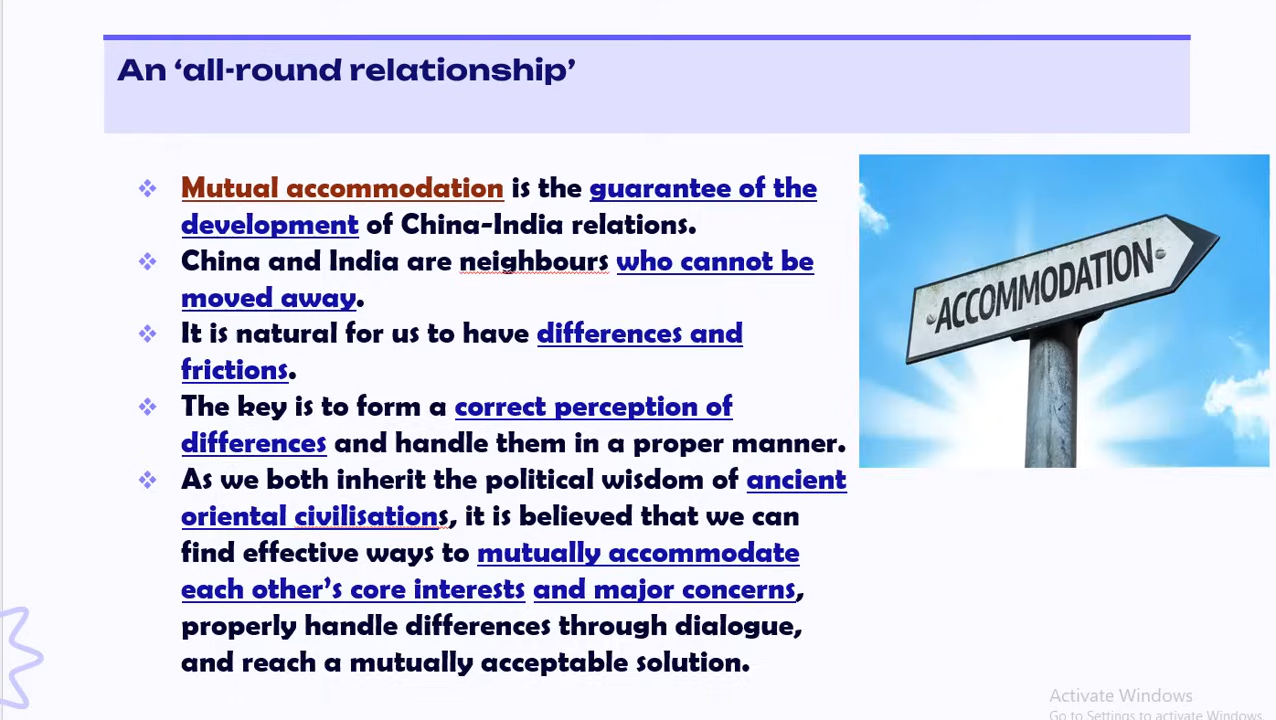 An ‘all-round relationship’
Mutual accommodation is the guarantee of the
development of China-India relations.
China and India are neighbours who cannot be
moved away.
It is natural for us to have differences and
frictions.
The key is to form a correct perception of
differences and handle them in a proper manner.
As we both inherit the political wisdom of ancient
oriental civilisations, it is believed that we can
find effective ways to mutually accommodate
each other’s core interests and major concerns,
properly handle differences through dialogue,
and reach a mutually acceptable solution.
ACCOMMODATION
Activate Windows
Go to Settings to activate Windows.